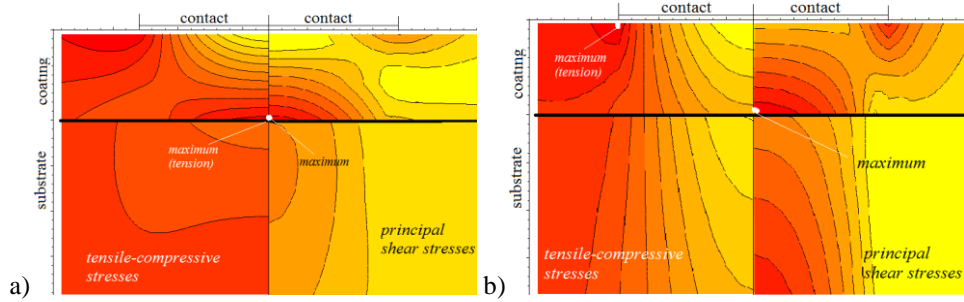 contact contact
coating
substrate
maximum
(tension)
maximum
tensile-compressive
stresses
principal
shear stresses
a)
contact contact
coating
substrate
maximum
(tension)
maximum
tensile-compressive
stresses
principal
shear stresses
b)